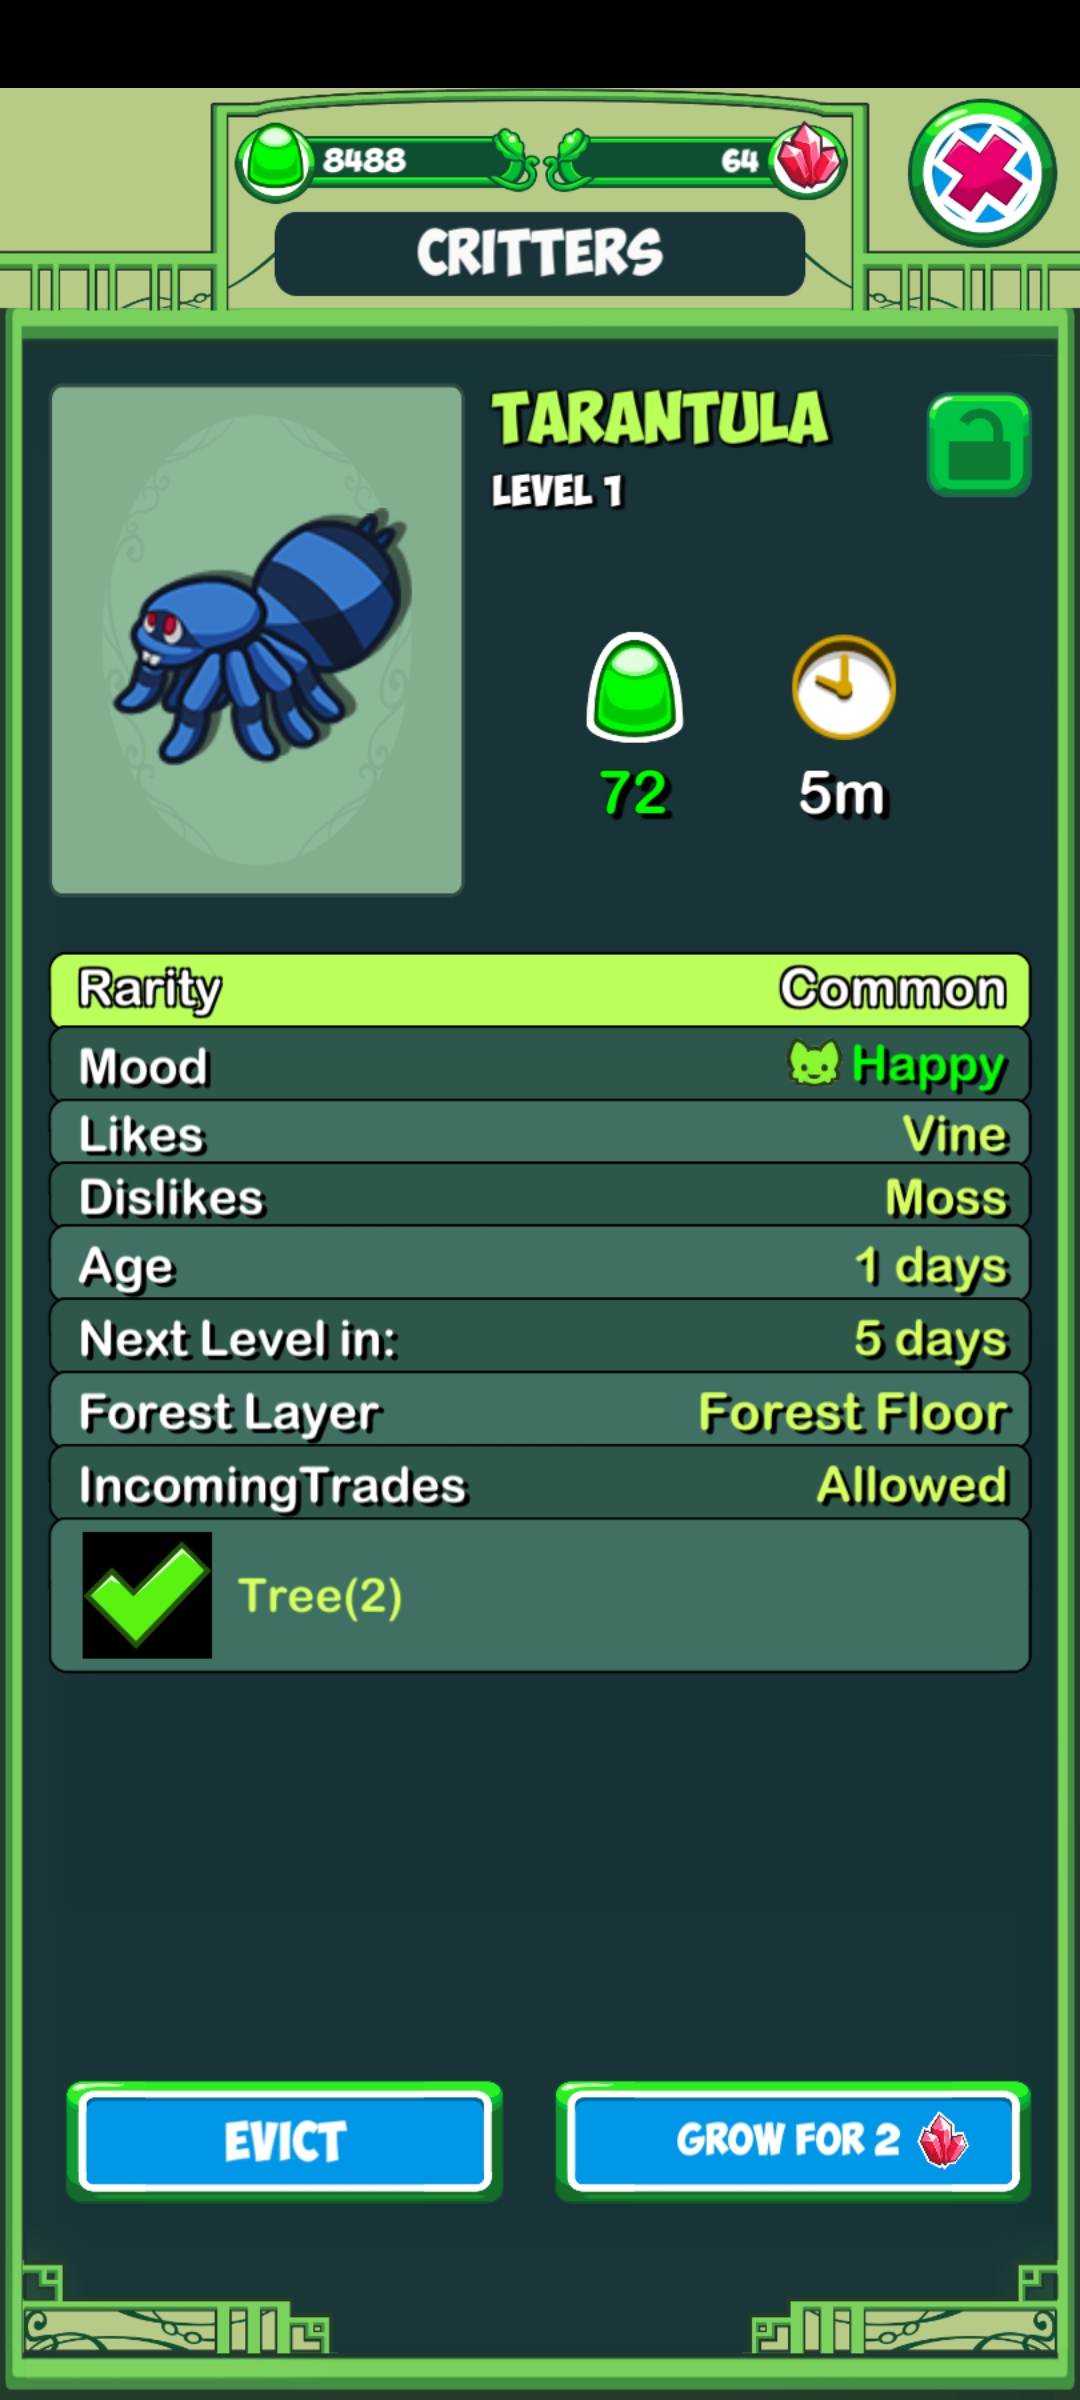 8488 64
CRITTERS
TARANTULA
LEVEL 1
72 5m
Rarity Common
Mood Happy
Likes Vine
Dislikes Moss
Age 1 days
Next Level in: 5 days
Forest Layer Forest Floor
IncomingTrades Allowed
Tree(2)
EVICT GROW FOR 2